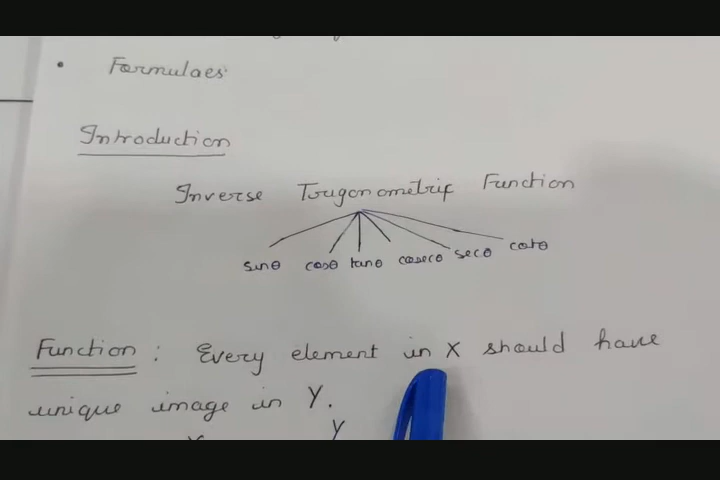 • Formulaes
Introduction
Inverse Trigonometric Function
sinθ cosθ tanθ cosecθ secθ cotθ
Function : Every element in X should have
unique image in Y.
X Y